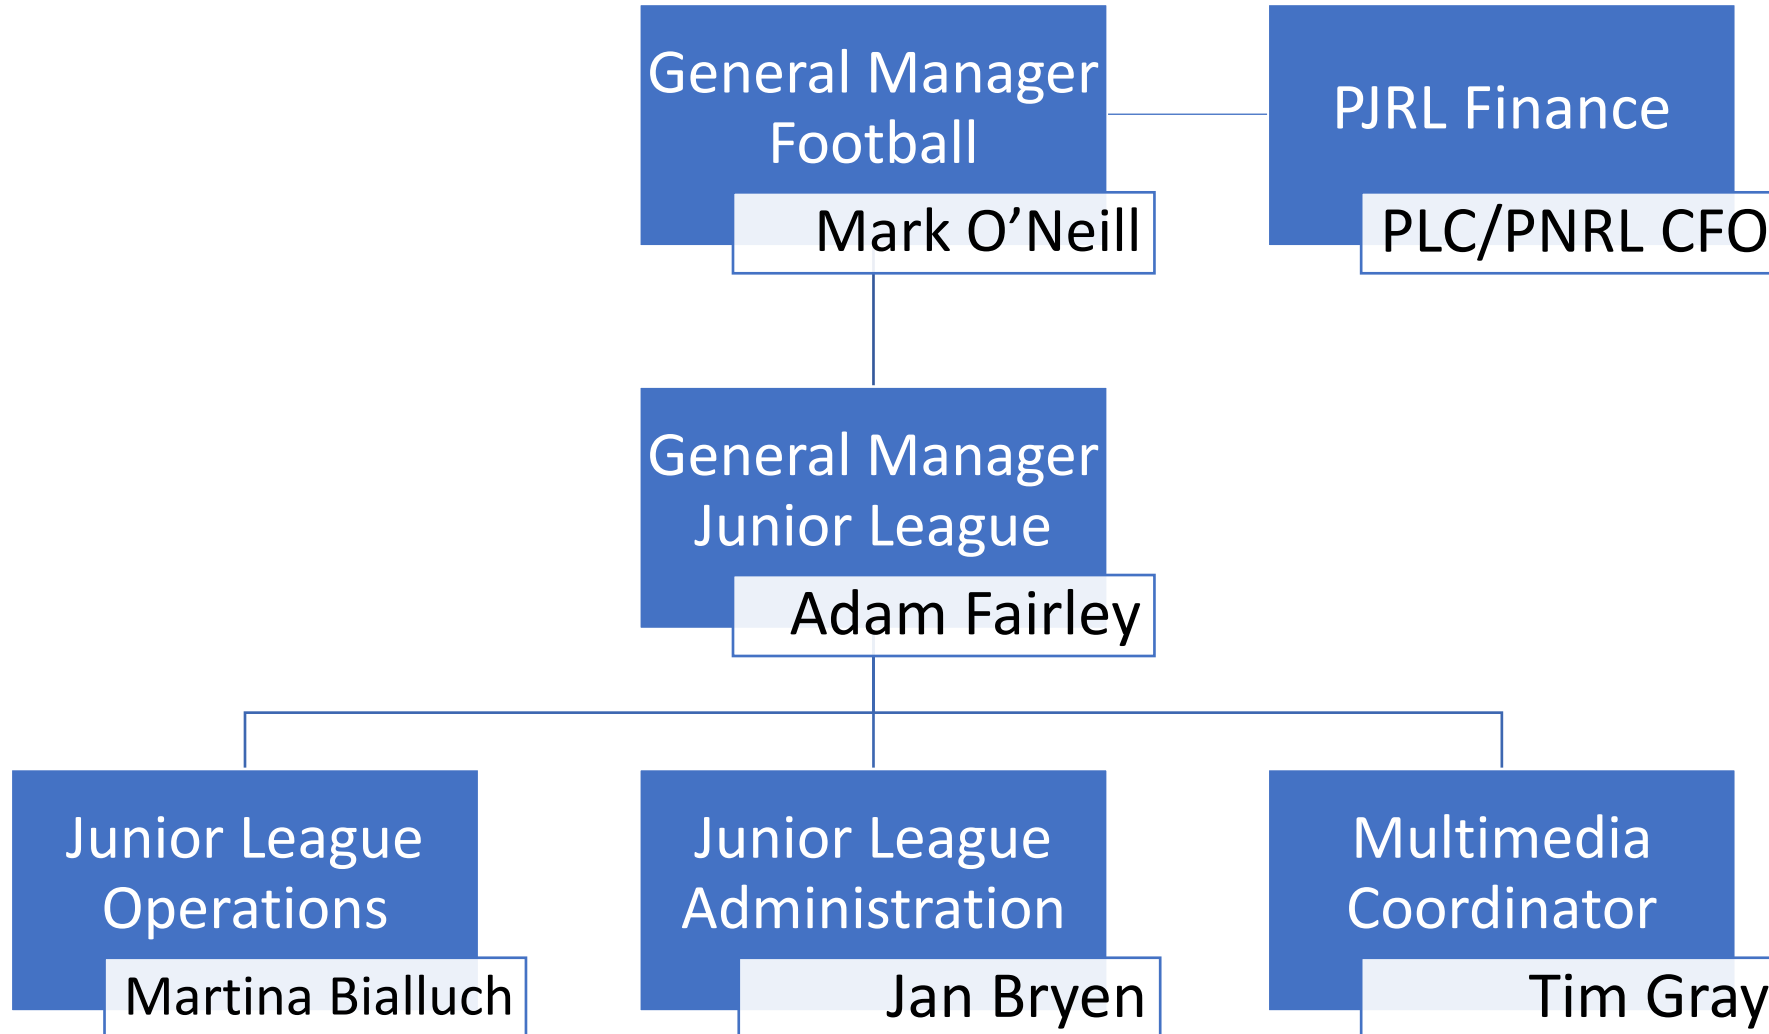 General Manager
Football
Mark O’Neill
PJRL Finance
PLC/PNRL CFO
General Manager
Junior League
Adam Fairley
Junior League
Operations
Martina Bialluch
Junior League
Administration
Jan Bryen
Multimedia
Coordinator
Tim Gray